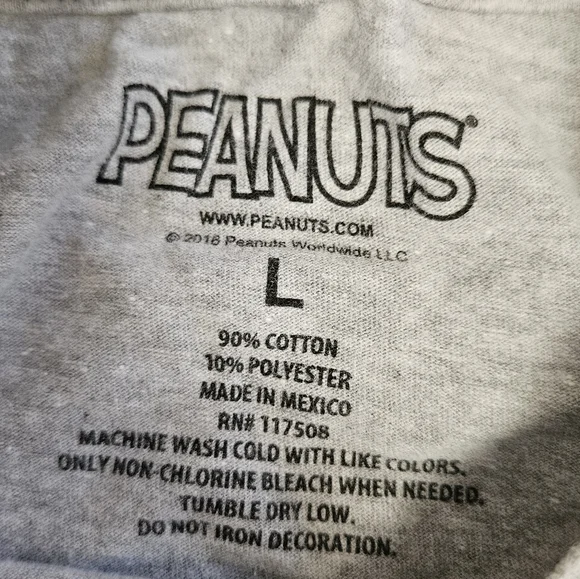 PEANUTS®
WWW.PEANUTS.COM
© 2016 Peanuts Worldwide LLC
L
90% COTTON
10% POLYESTER
MADE IN MEXICO
RN# 117508
MACHINE WASH COLD WITH LIKE COLORS.
ONLY NON-CHLORINE BLEACH WHEN NEEDED.
TUMBLE DRY LOW.
DO NOT IRON DECORATION.